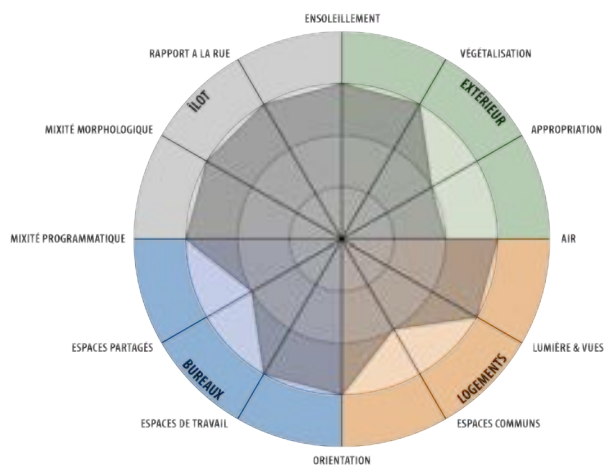 ENSOLEILLEMENT
RAPPORT A LA RUE
VÉGÉTALISATION
ÎLOT
EXTÉRIEUR
MIXITÉ MORPHOLOGIQUE
APPROPRIATION
MIXITÉ PROGRAMMATIQUE
AIR
ESPACES PARTAGÉS
LUMIÈRE & VUES
BUREAUX
LOGEMENTS
ESPACES DE TRAVAIL
ESPACES COMMUNS
ORIENTATION